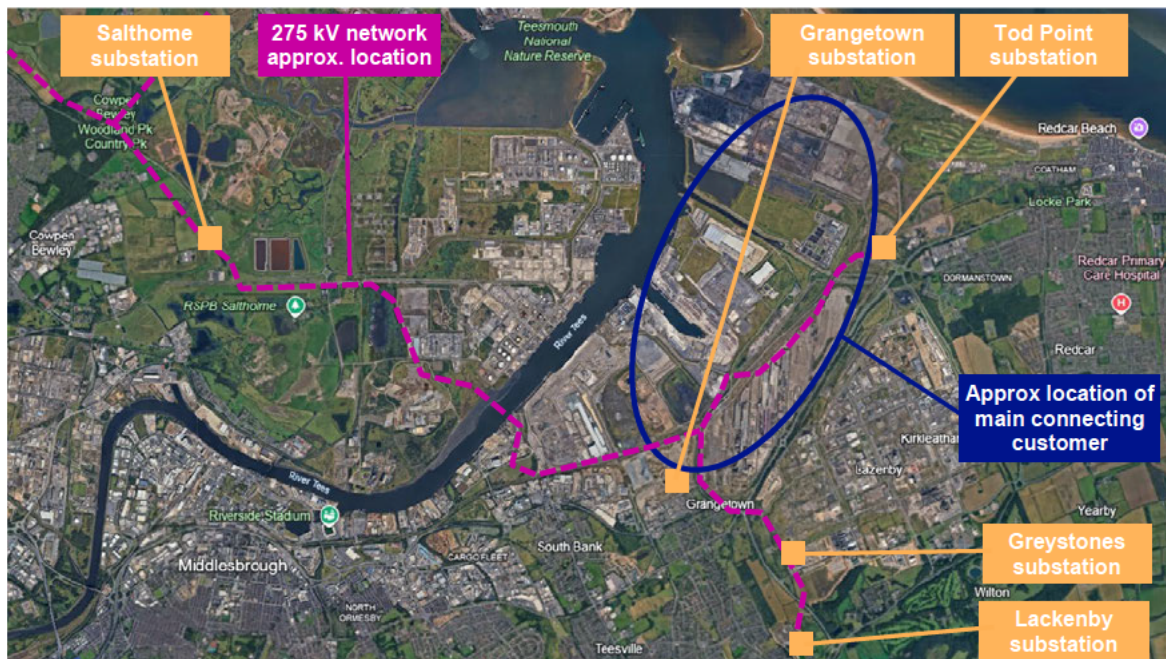 Salthome
substation
275 kV network
approx. location
Teesmouth
National
Nature Reserve
Grangetown
substation
Tod Point
substation
Cowpen
Bewley
Woodland Pk
Country Pk
Redcar Beach
COATHAM
Locke Park
Cowpen
Bewley
DORMANSTOWN
Redcar Primary
Care Hospital
RSPB Saltholme
River Tees
Redcar
Approx location of
main connecting
customer
Kirkleatham
Lazenby
River Tees
Grangetown
Yearby
Riverside Stadium
South Bank
CARGO FLEET
Middlesbrough
Greystones
substation
Wilton
NORTH
ORMESBY
Lackenby
substation
Teesville